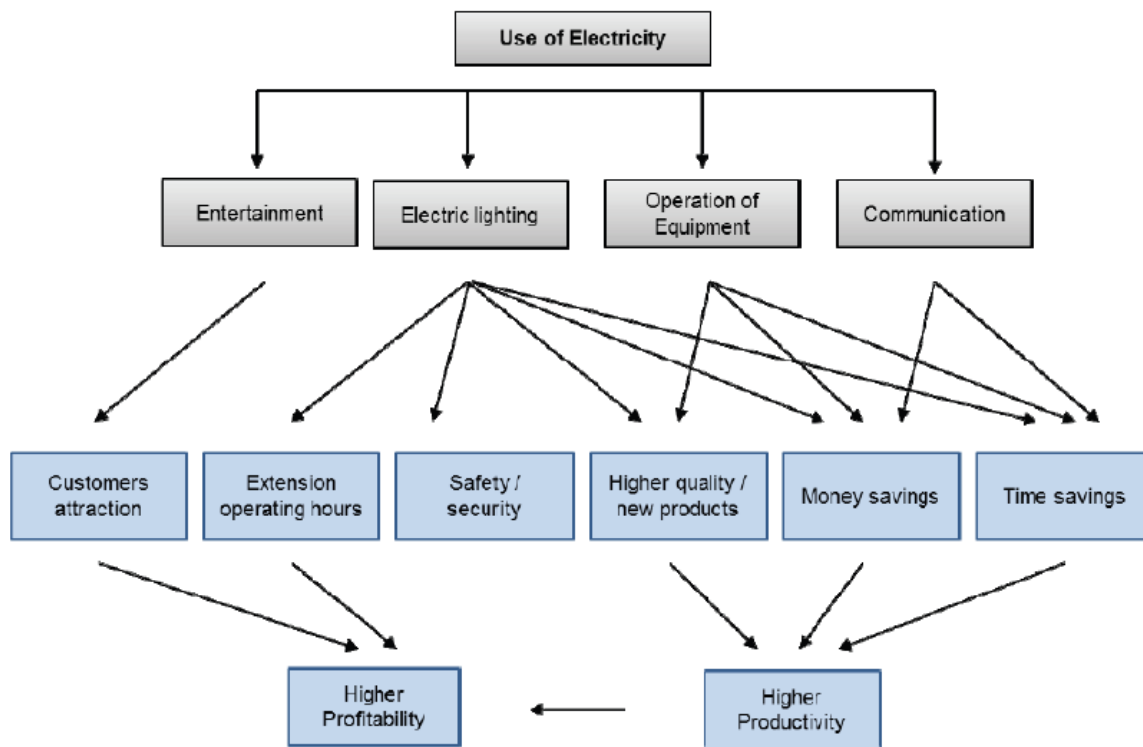 Use of Electricity
Entertainment
Electric lighting
Operation of
Equipment
Communication
Customers
attraction
Extension
operating hours
Safety /
security
Higher quality /
new products
Money savings
Time savings
Higher
Profitability
Higher
Productivity